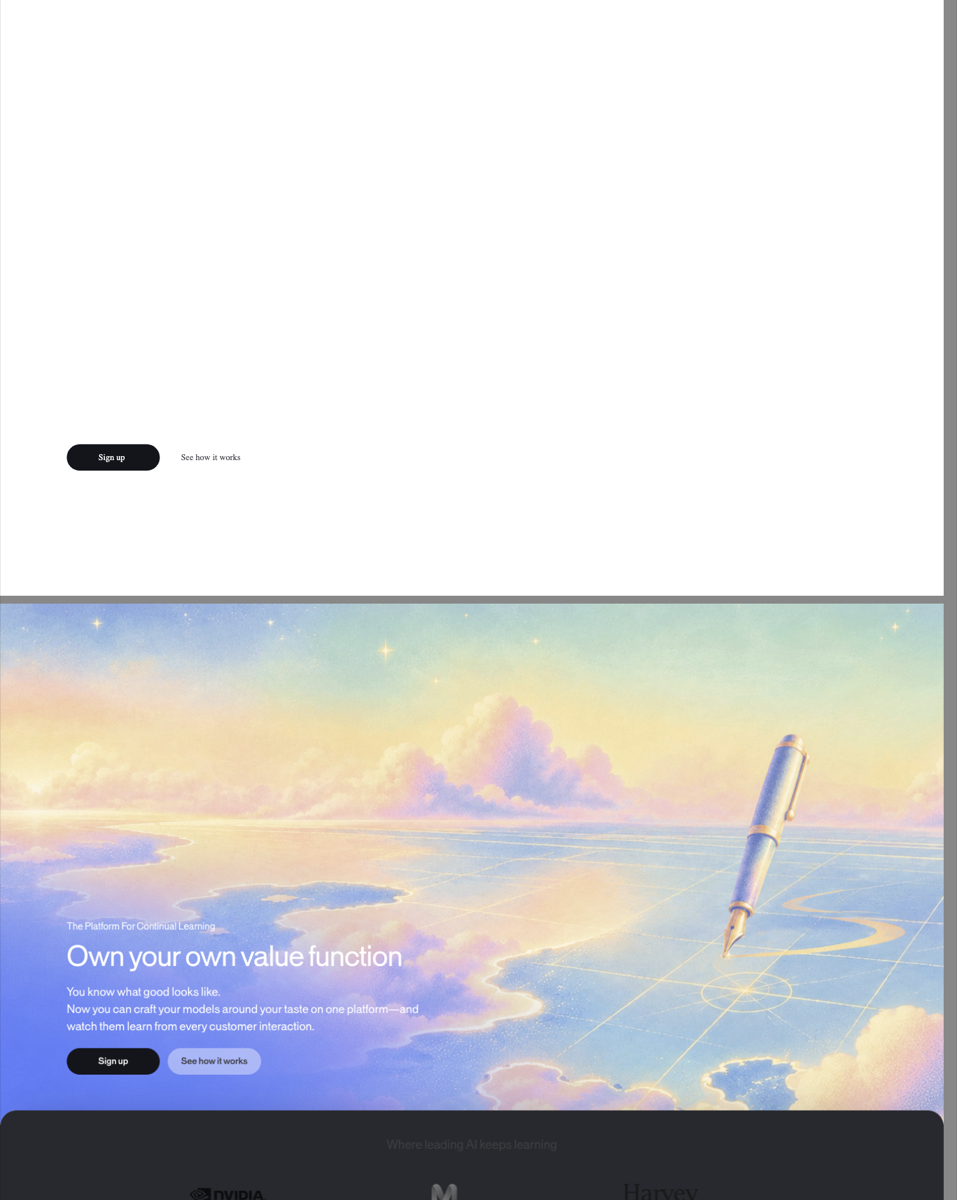 Sign up
See how it works
The Platform For Continual Learning
Own your own value function
You know what good looks like.
Now you can craft your models around your taste on one platform—and
watch them learn from every customer interaction.
Sign up
See how it works
Where leading AI keeps learning
NVIDIA
M
Harvey